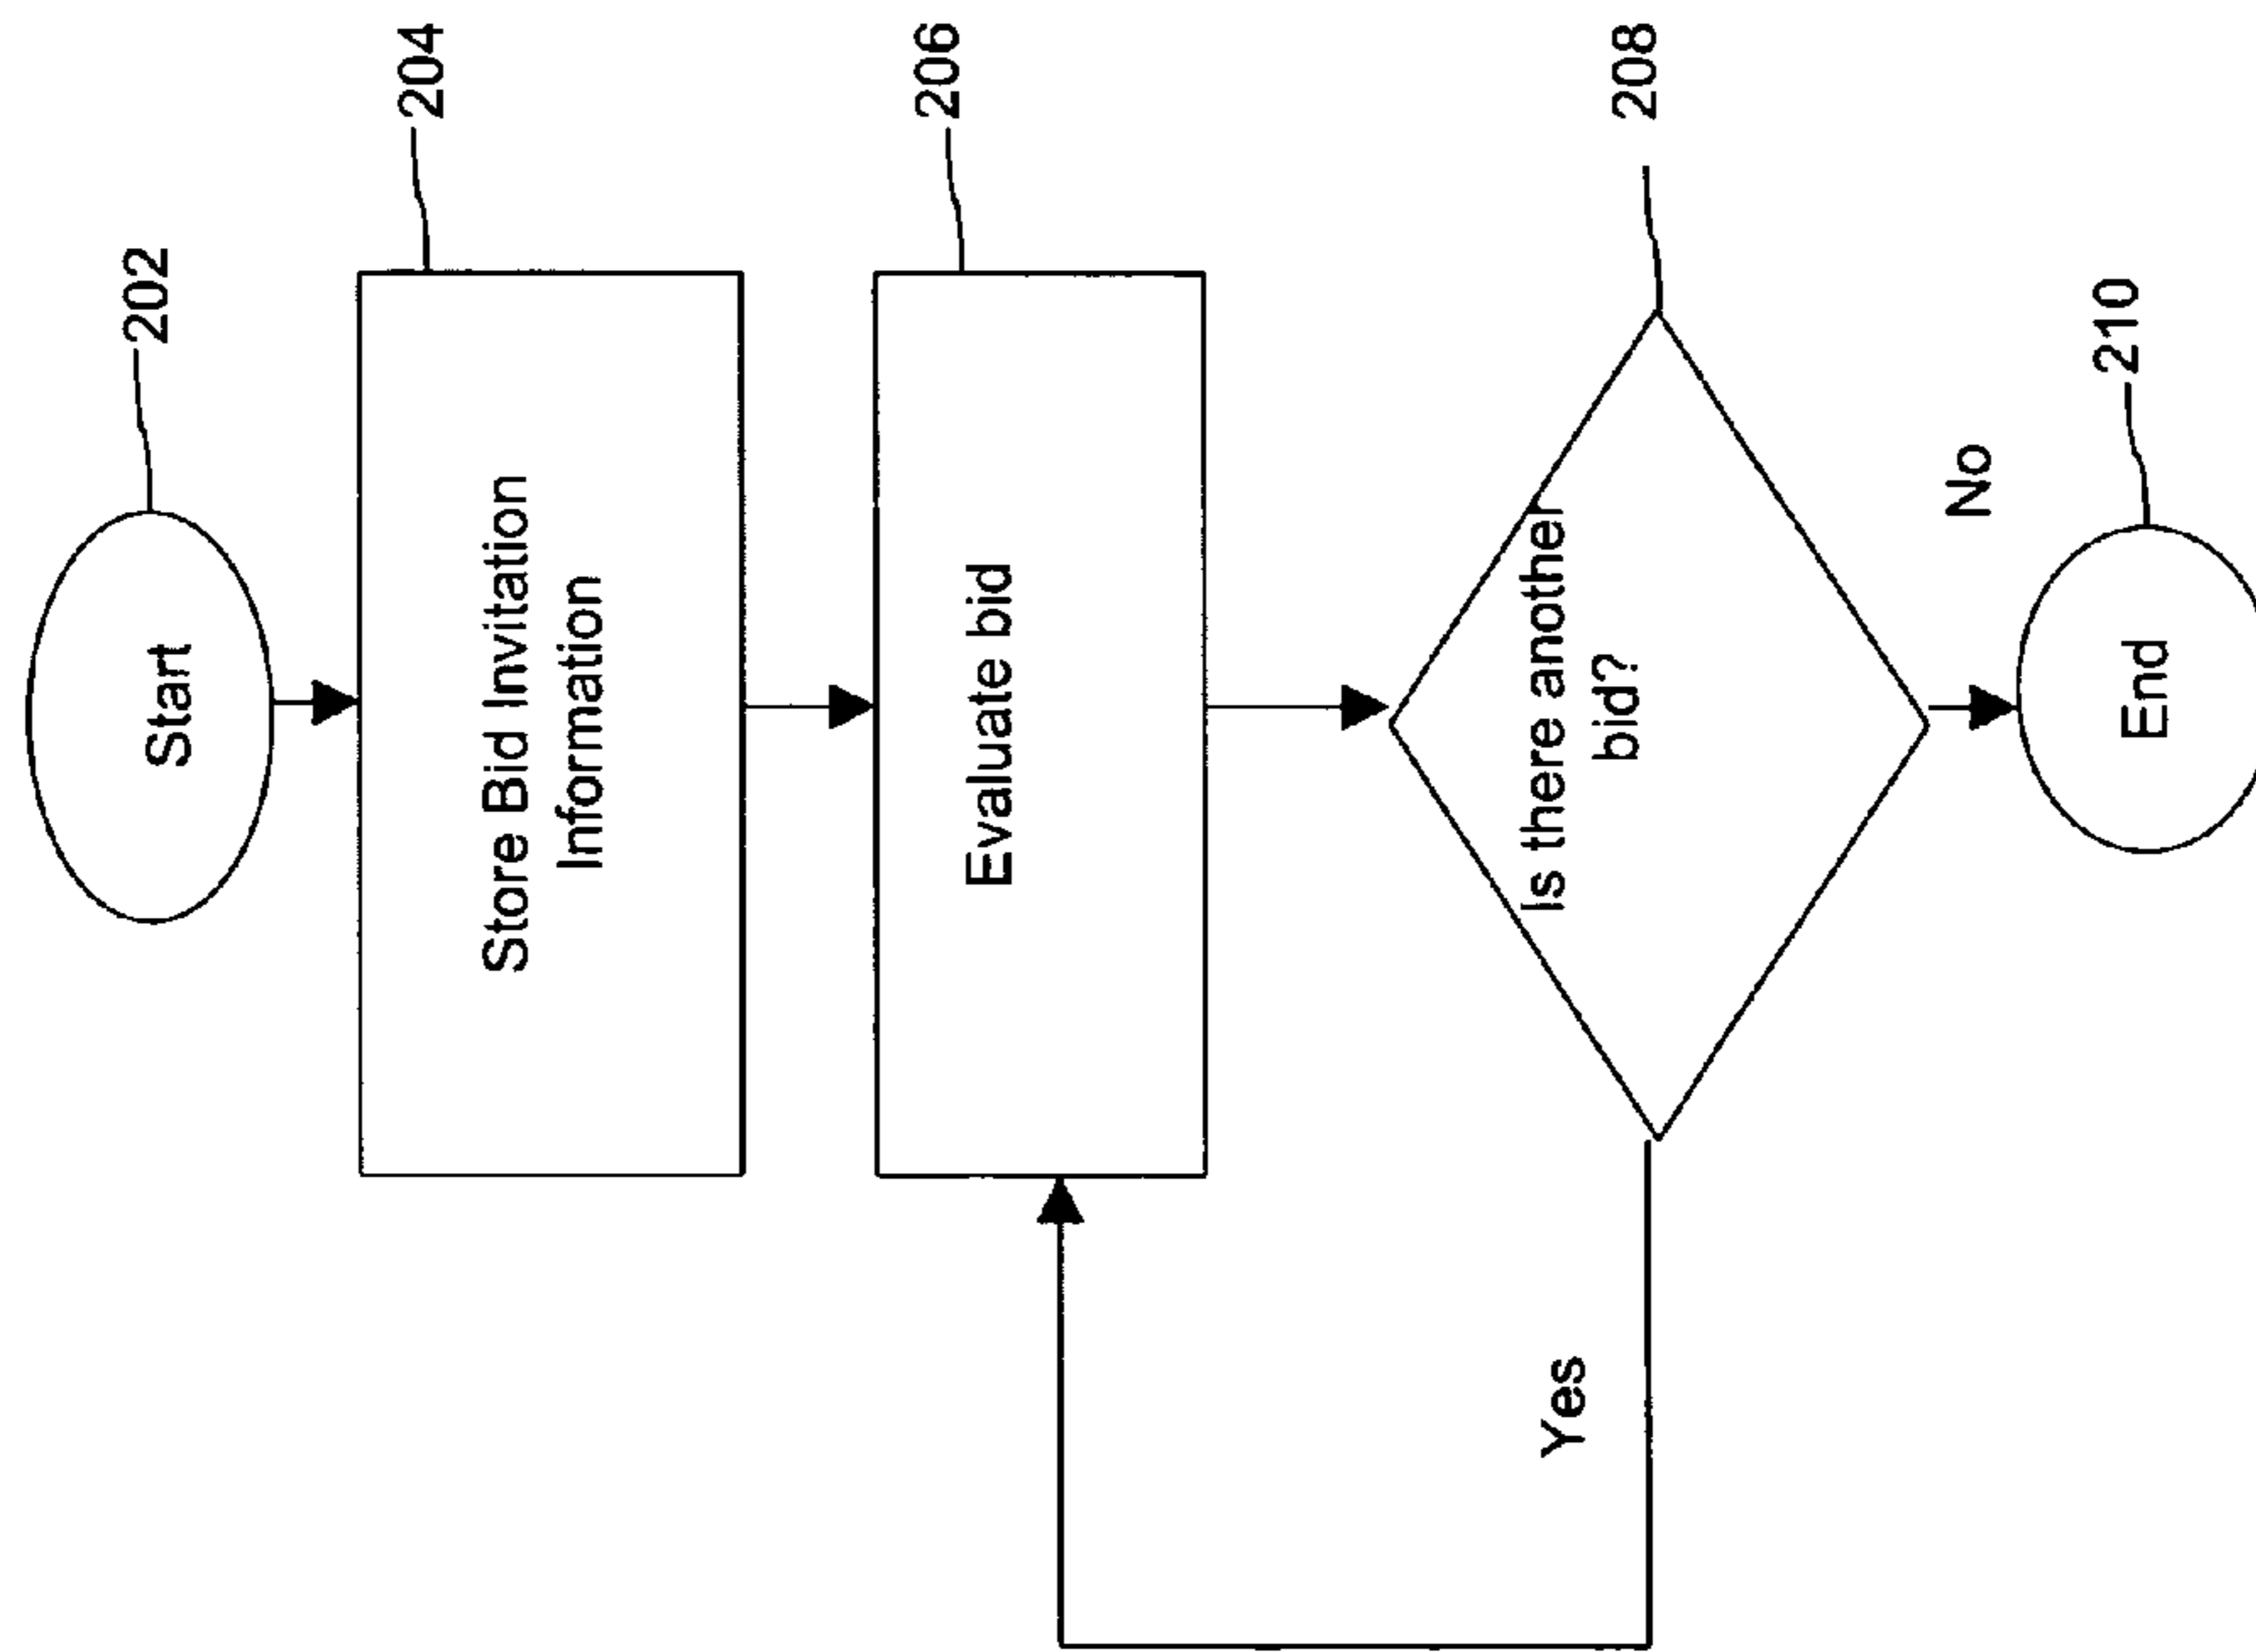 Start
202
Store Bid Invitation
Information
204
Evaluate bid
206
Is there another
bid?
208
Yes
No
End
210